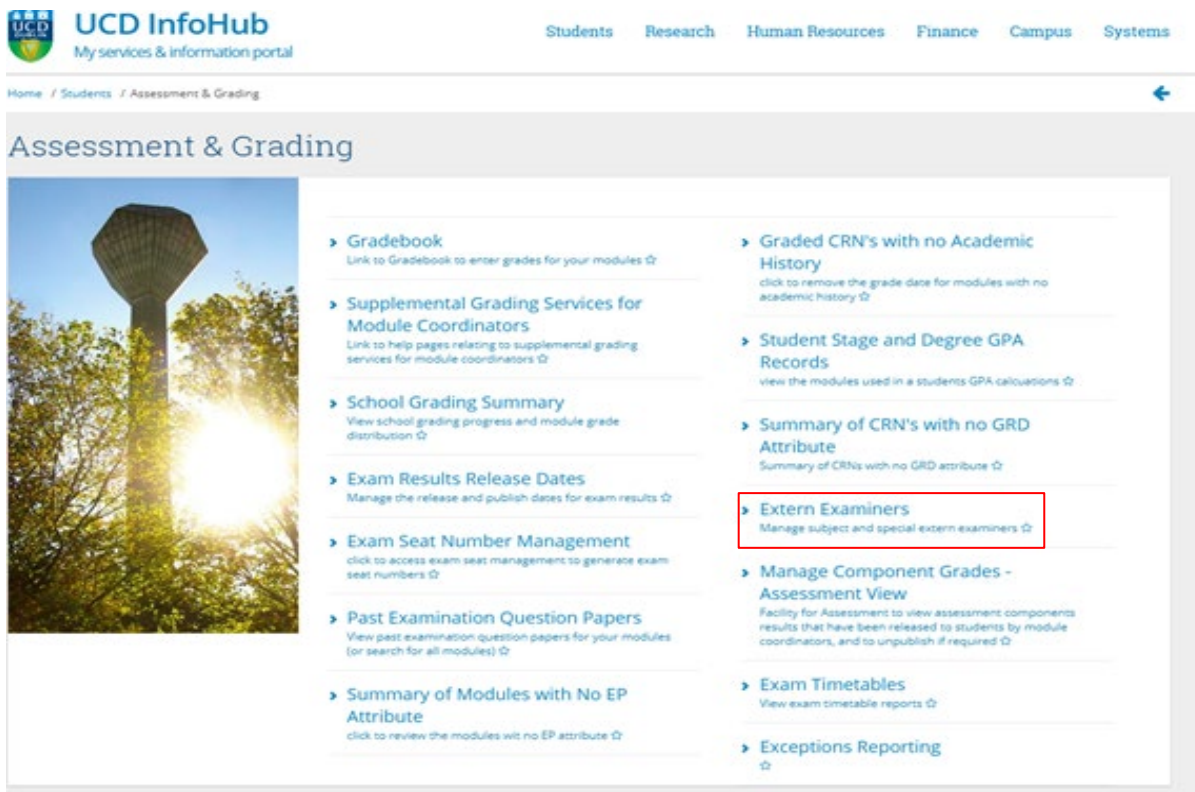 UCD
DUBLIN
UCD InfoHub
My services & information portal
Students Research Human Resources Finance Campus Systems
Home / Students / Assessment & Grading
Assessment & Grading
Gradebook
Link to Gradebook to enter grades for your modules
Supplemental Grading Services for
Module Coordinators
Link to help pages relating to supplemental grading
services for module coordinators
School Grading Summary
View school grading progress and module grade
distribution
Exam Results Release Dates
Manage the release and publish dates for exam results
Exam Seat Number Management
click to access exam seat management to generate exam
seat numbers
Past Examination Question Papers
View past examination question papers for your modules
(or search for all modules)
Summary of Modules with No EP
Attribute
click to review the modules wit no EP attribute
Graded CRN's with no Academic
History
click to remove the grade date for modules with no
academic history
Student Stage and Degree GPA
Records
view the modules used in a students GPA calcuations
Summary of CRN's with no GRD
Attribute
Summary of CRNs with no GRD attribute
Extern Examiners
Manage subject and special extern examiners
Manage Component Grades -
Assessment View
Facility for Assessment to view assessment components
results that have been released to students by module
coordinators, and to unpublish if required
Exam Timetables
View exam timetable reports
Exceptions Reporting